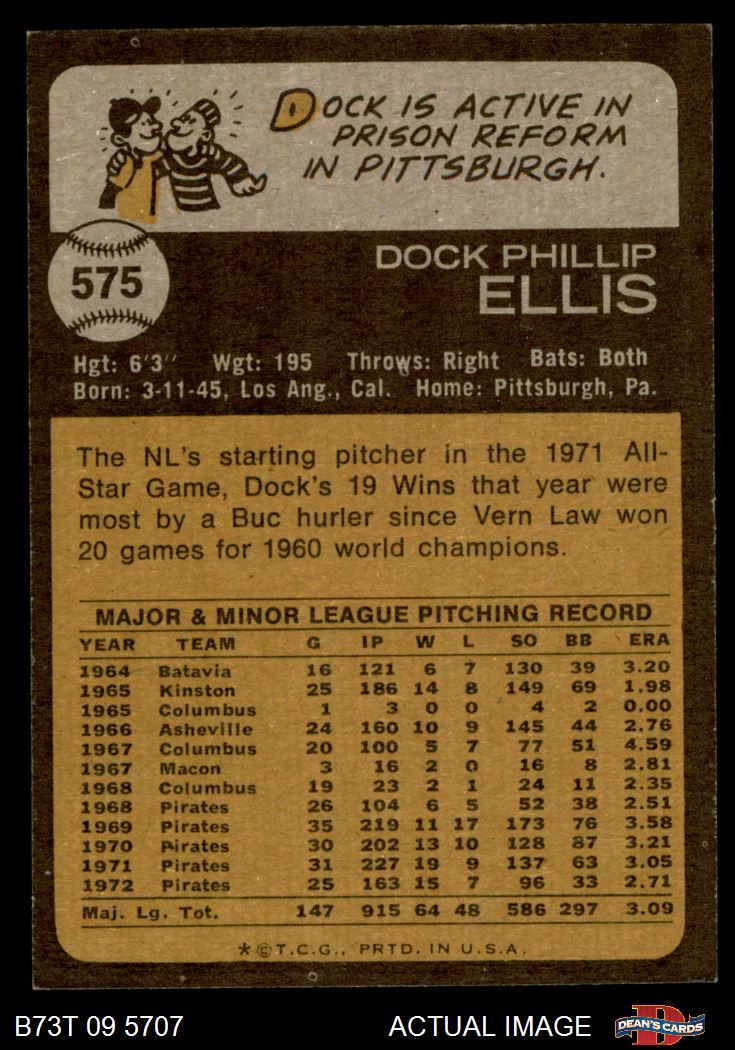 DOCK IS ACTIVE IN
PRISON REFORM
IN PITTSBURGH.
575
DOCK PHILLIP
ELLIS
Hgt: 6'3" Wgt: 195 Throws: Right Bats: Both
Born: 3-11-45, Los Ang., Cal. Home: Pittsburgh, Pa.
The NL's starting pitcher in the 1971 All-
Star Game, Dock's 19 Wins that year were
most by a Buc hurler since Vern Law won
20 games for 1960 world champions.
MAJOR & MINOR LEAGUE PITCHING RECORD
YEAR TEAM G IP W L SO BB ERA
1964 Batavia 16 121 6 7 130 39 3.20
1965 Kinston 25 186 14 8 149 69 1.98
1965 Columbus 1 3 0 0 4 2 0.00
1966 Asheville 24 160 10 9 145 44 2.76
1967 Columbus 20 100 5 7 77 51 4.59
1967 Macon 3 16 2 0 16 8 2.81
1968 Columbus 19 23 2 1 24 11 2.35
1968 Pirates 26 104 6 5 52 38 2.51
1969 Pirates 35 219 11 17 173 76 3.58
1970 Pirates 30 202 13 10 128 87 3.21
1971 Pirates 31 227 19 9 137 63 3.05
1972 Pirates 25 163 15 7 96 33 2.71
Maj. Lg. Tot. 147 915 64 48 586 297 3.09
*©T.C.G., PRTD. IN U.S.A.
B73T 09 5707 ACTUAL IMAGE D DEAN'S CARDS